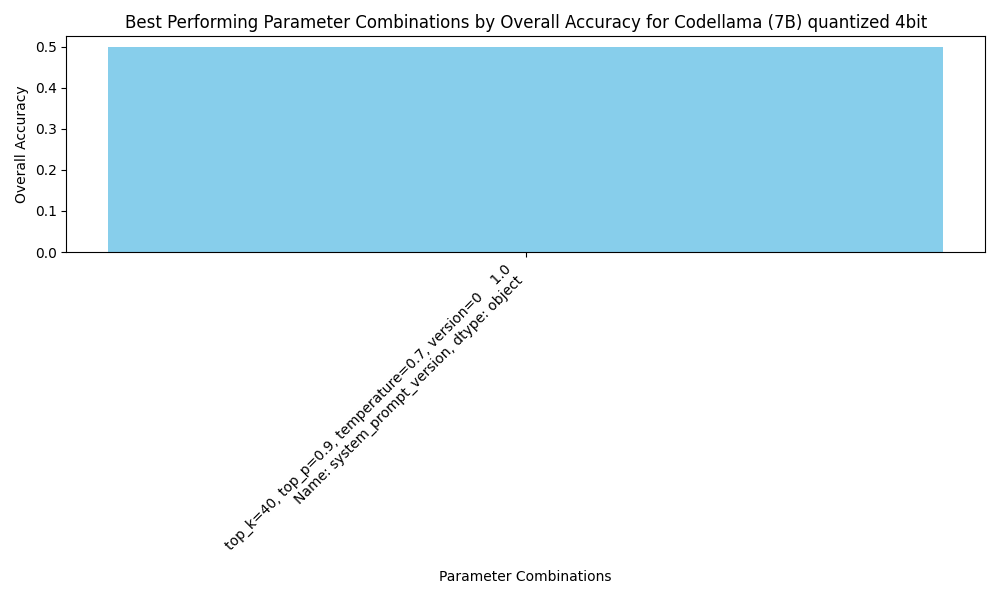 Best Performing Parameter Combinations by Overall Accuracy for Codellama (7B) quantized 4bit
Overall Accuracy
0.5
0.4
0.3
0.2
0.1
0.0
top_k=40, top_p=0.9, temperature=0.7, version=0    1.0
Name: system_prompt_version, dtype: object
Parameter Combinations